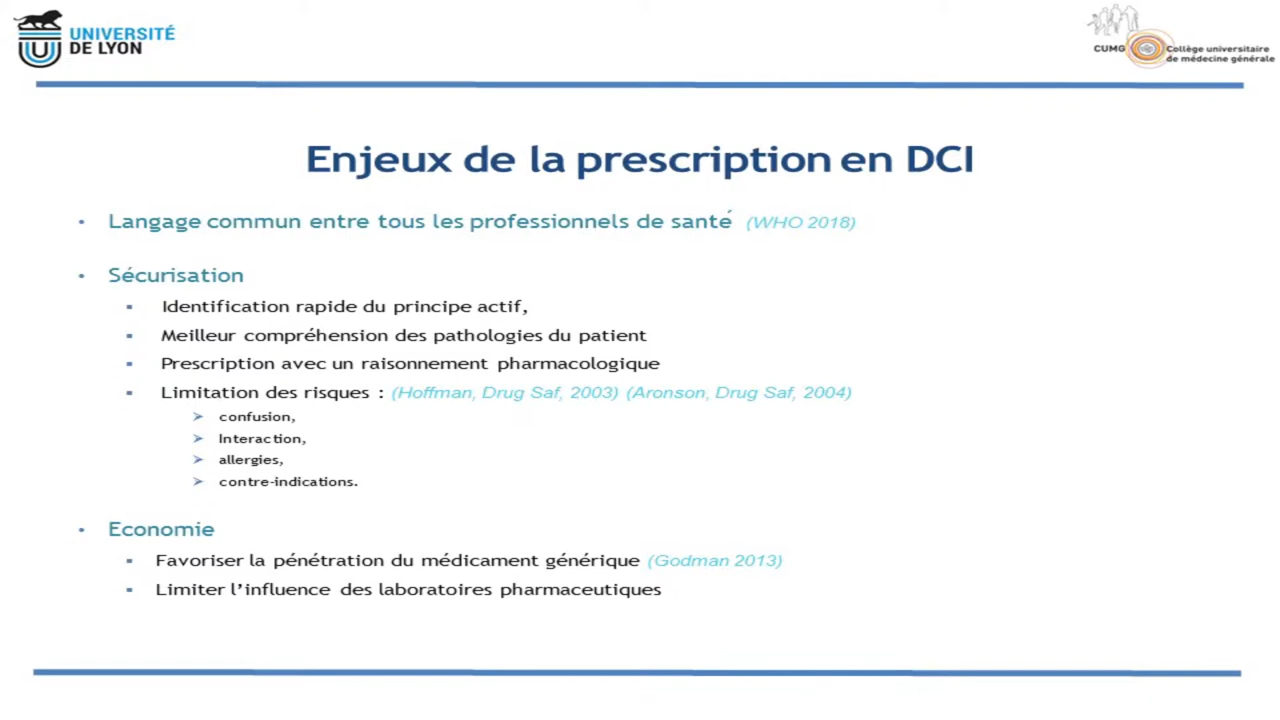 UNIVERSITÉ
DE LYON
CUMG
Collège universitaire
de médecine générale
Enjeux de la prescription en DCI
• Langage commun entre tous les professionnels de santé (WHO 2018)
• Sécurisation
▪ Identification rapide du principe actif,
▪ Meilleur compréhension des pathologies du patient
▪ Prescription avec un raisonnement pharmacologique
▪ Limitation des risques : (Hoffman, Drug Saf, 2003) (Aronson, Drug Saf, 2004)
➢ confusion,
➢ Interaction,
➢ allergies,
➢ contre-indications.
• Economie
▪ Favoriser la pénétration du médicament générique (Godman 2013)
▪ Limiter l’influence des laboratoires pharmaceutiques